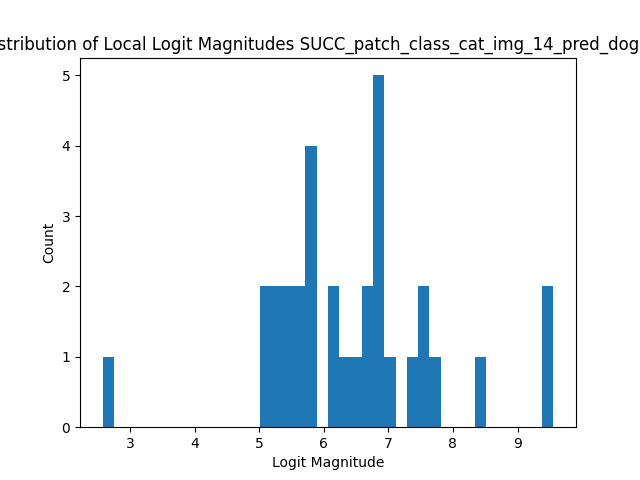 stribution of Local Logit Magnitudes SUCC_patch_class_cat_img_14_pred_dog
5
4
3
2
1
0
Count
3 4 5 6 7 8 9
Logit Magnitude